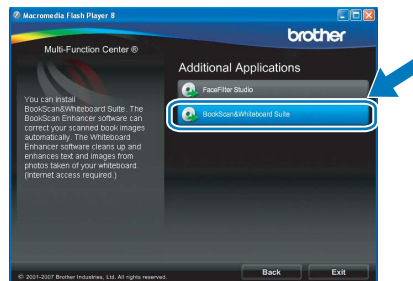 Macromedia Flash Player 8
brother
Multi-Function Center ®
Additional Applications
FaceFilter Studio
BookScan&Whiteboard Suite
You can install
BookScan&Whiteboard Suite. The
BookScan Enhancer software can
correct your scanned book images
automatically. The Whiteboard
Enhancer software cleans up and
enhances text and images from
photos taken of your whiteboard.
(Internet access required.)
© 2001-2007 Brother Industries, Ltd. All rights reserved.
Back
Exit